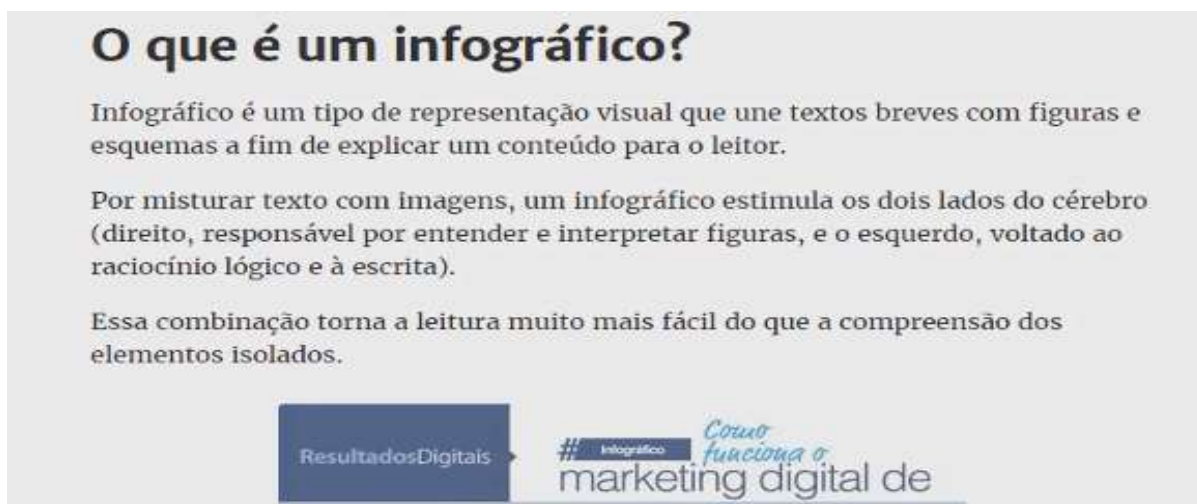 O que é um infográfico?
Infográfico é um tipo de representação visual que une textos breves com figuras e
esquemas a fim de explicar um conteúdo para o leitor.
Por misturar texto com imagens, um infográfico estimula os dois lados do cérebro
(direito, responsável por entender e interpretar figuras, e o esquerdo, voltado ao
raciocínio lógico e à escrita).
Essa combinação torna a leitura muito mais fácil do que a compreensão dos
elementos isolados.
ResultadosDigitais
# Infográfico
Como
funciona o
marketing digital de